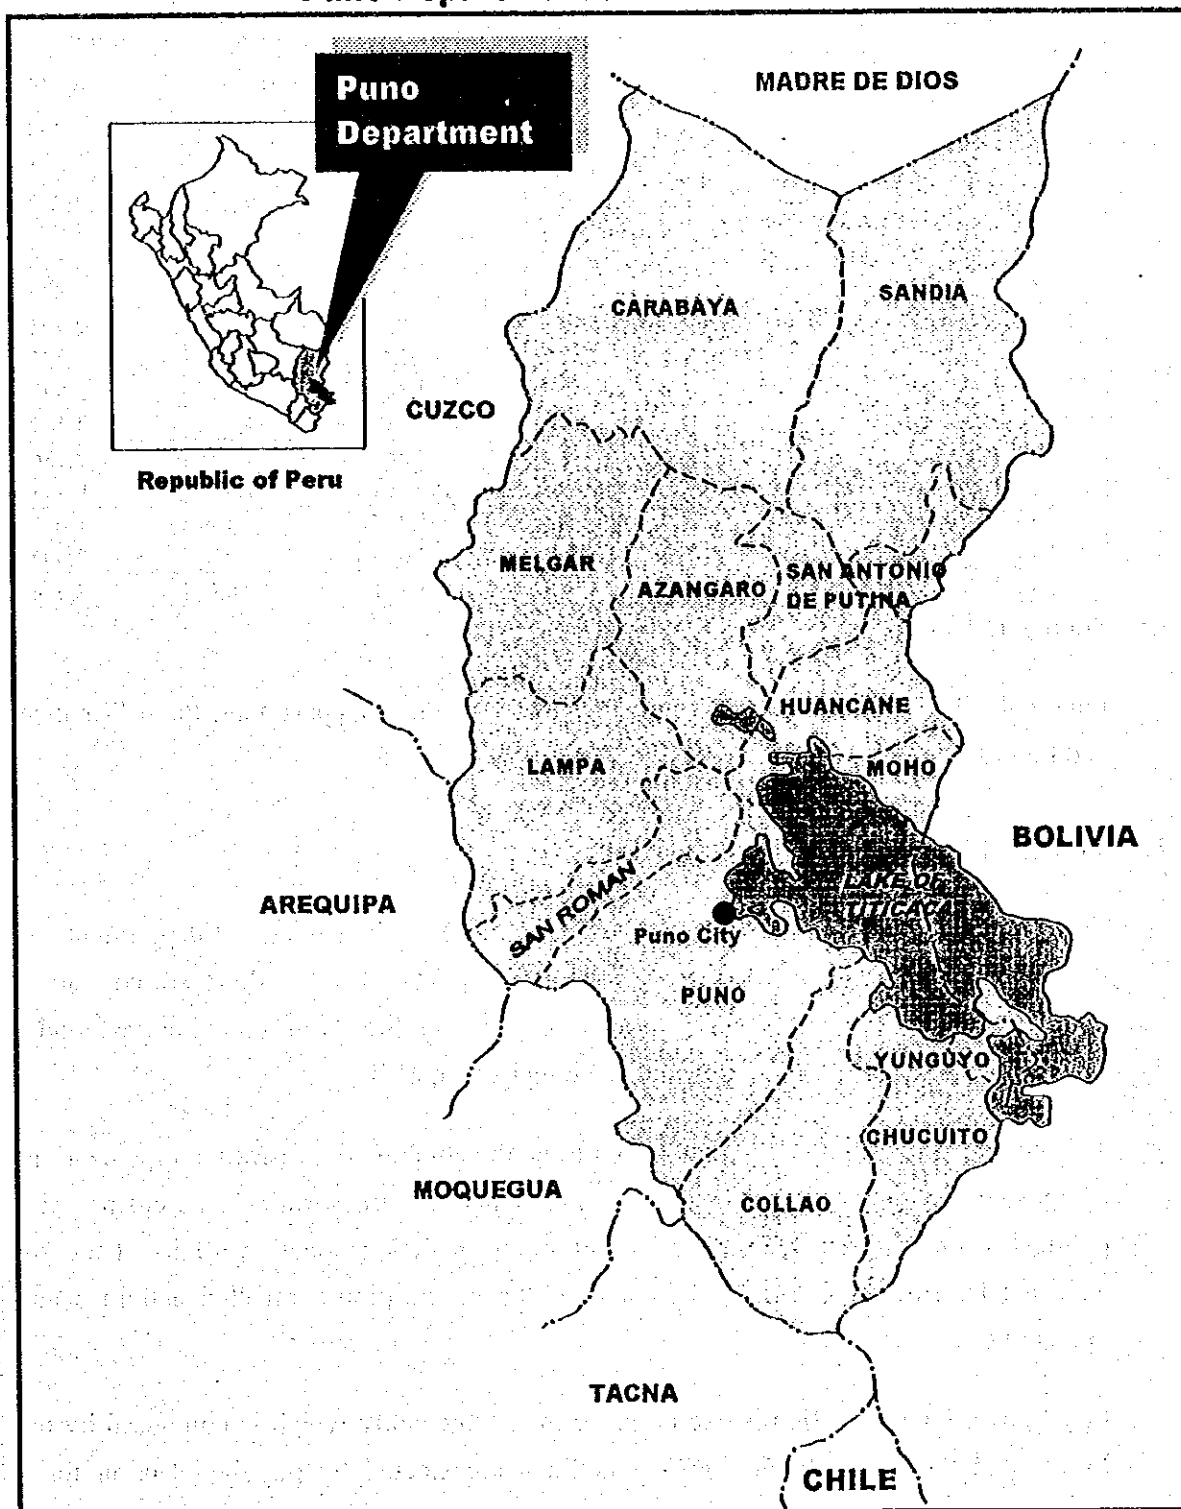 Puno
Department
MADRE DE DIOS
CARABAYA
SANDIA
CUZCO
Republic of Peru
MELGAR
AZANGARO
SAN ANTONIO
DE PUTINA
HUANCANE
LAMPA
MOHO
BOLIVIA
LAKE OF
TITICACA
AREQUIPA
SAN ROMAN
Puno City
PUNO
YUNGUYO
CHUCUITO
MOQUEGUA
COLLAO
TACNA
CHILE